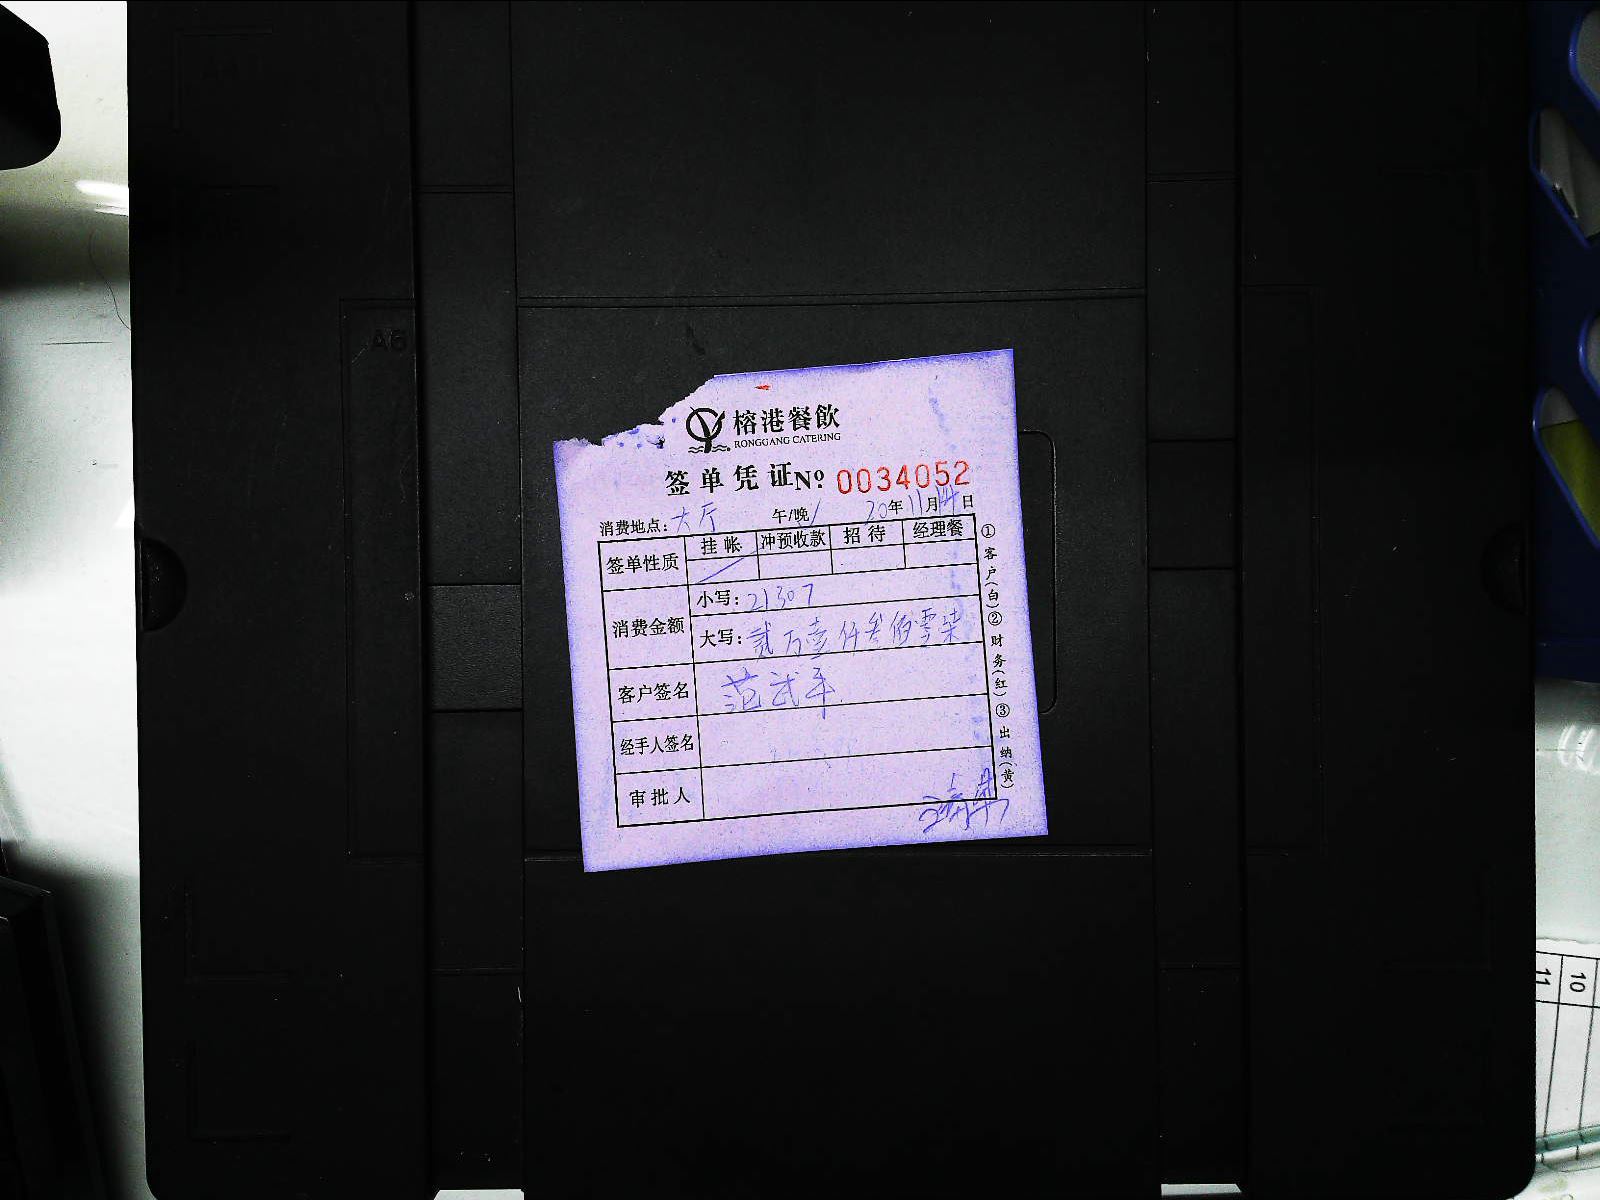 榕港餐飲
RONGGANG CATERING
签单凭证 Nº 0034052
消费地点：大厅 午/晚√ 20年11月14日
签单性质 挂帐 冲预收款 招待 经理餐
消费金额 小写：21307
大写：贰万壹仟叁佰零柒
客户签名 范武平
经手人签名
审批人
①客户（白）②财务（红）③出纳（黄）
A5
11
10